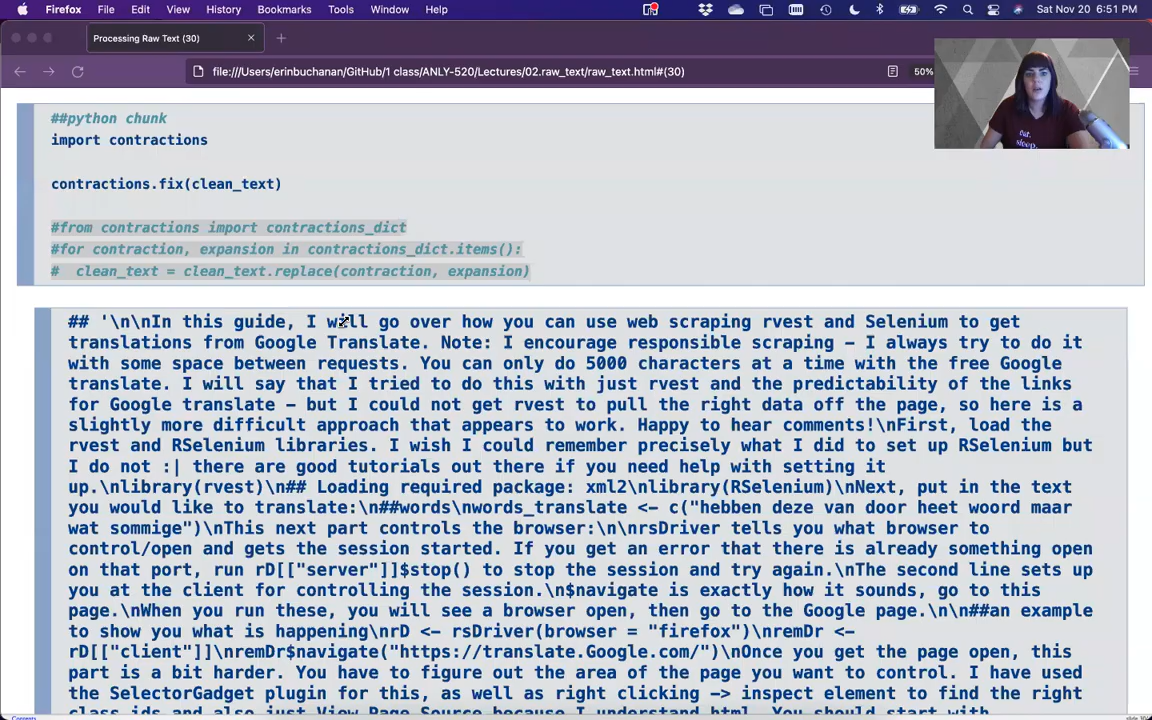 Firefox File Edit View History Bookmarks Tools Window Help Sat Nov 20 6:51 PM
Processing Raw Text (30)
file:///Users/erinbuchanan/GitHub/1 class/ANLY-520/Lectures/02.raw_text/raw_text.html#(30) 50%
eat.
sleep.
##python chunk
import contractions
contractions.fix(clean_text)
#from contractions import contractions_dict
#for contraction, expansion in contractions_dict.items():
#  clean_text = clean_text.replace(contraction, expansion)
## '\n\nIn this guide, I will go over how you can use web scraping rvest and Selenium to get
translations from Google Translate. Note: I encourage responsible scraping – I always try to do it
with some space between requests. You can only do 5000 characters at a time with the free Google
translate. I will say that I tried to do this with just rvest and the predictability of the links
for Google translate – but I could not get rvest to pull the right data off the page, so here is a
slightly more difficult approach that appears to work. Happy to hear comments!\nFirst, load the
rvest and RSelenium libraries. I wish I could remember precisely what I did to set up RSelenium but
I do not :| there are good tutorials out there if you need help with setting it
up.\nlibrary(rvest)\n## Loading required package: xml2\nlibrary(RSelenium)\nNext, put in the text
you would like to translate:\n##words\nwords_translate <- c("hebben deze van door heet woord maar
wat sommige")\nThis next part controls the browser:\n\nrsDriver tells you what browser to
control/open and gets the session started. If you get an error that there is already something open
on that port, run rD[["server"]]$stop() to stop the session and try again.\nThe second line sets up
you at the client for controlling the session.\n$navigate is exactly how it sounds, go to this
page.\nWhen you run these, you will see a browser open, then go to the Google page.\n\n##an example
to show you what is happening\nrD <- rsDriver(browser = "firefox")\nremDr <-
rD[["client"]]\nremDr$navigate("https://translate.Google.com/")\nOnce you get the page open, this
part is a bit harder. You have to figure out the area of the page you want to control. I have used
the SelectorGadget plugin for this, as well as right clicking -> inspect element to find the right
class ids and also just View Page Source because I understand html. You should start with
Contents